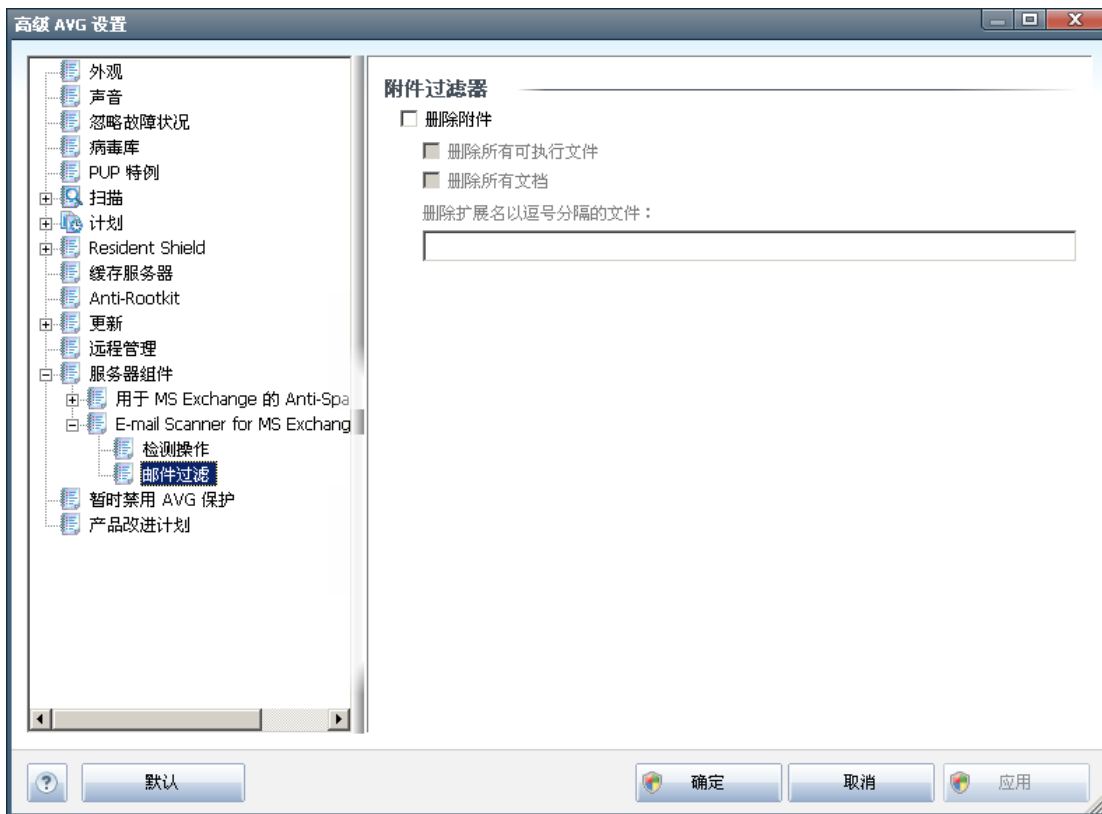 高级 AVG 设置
外观
声音
忽略故障状况
病毒库
PUP 特例
扫描
计划
Resident Shield
缓存服务器
Anti-Rootkit
更新
远程管理
服务器组件
用于 MS Exchange 的 Anti-Spa
E-mail Scanner for MS Exchang
检测操作
邮件过滤
暂时禁用 AVG 保护
产品改进计划
附件过滤器
删除附件
删除所有可执行文件
删除所有文档
删除扩展名以逗号分隔的文件：
默认
确定
取消
应用